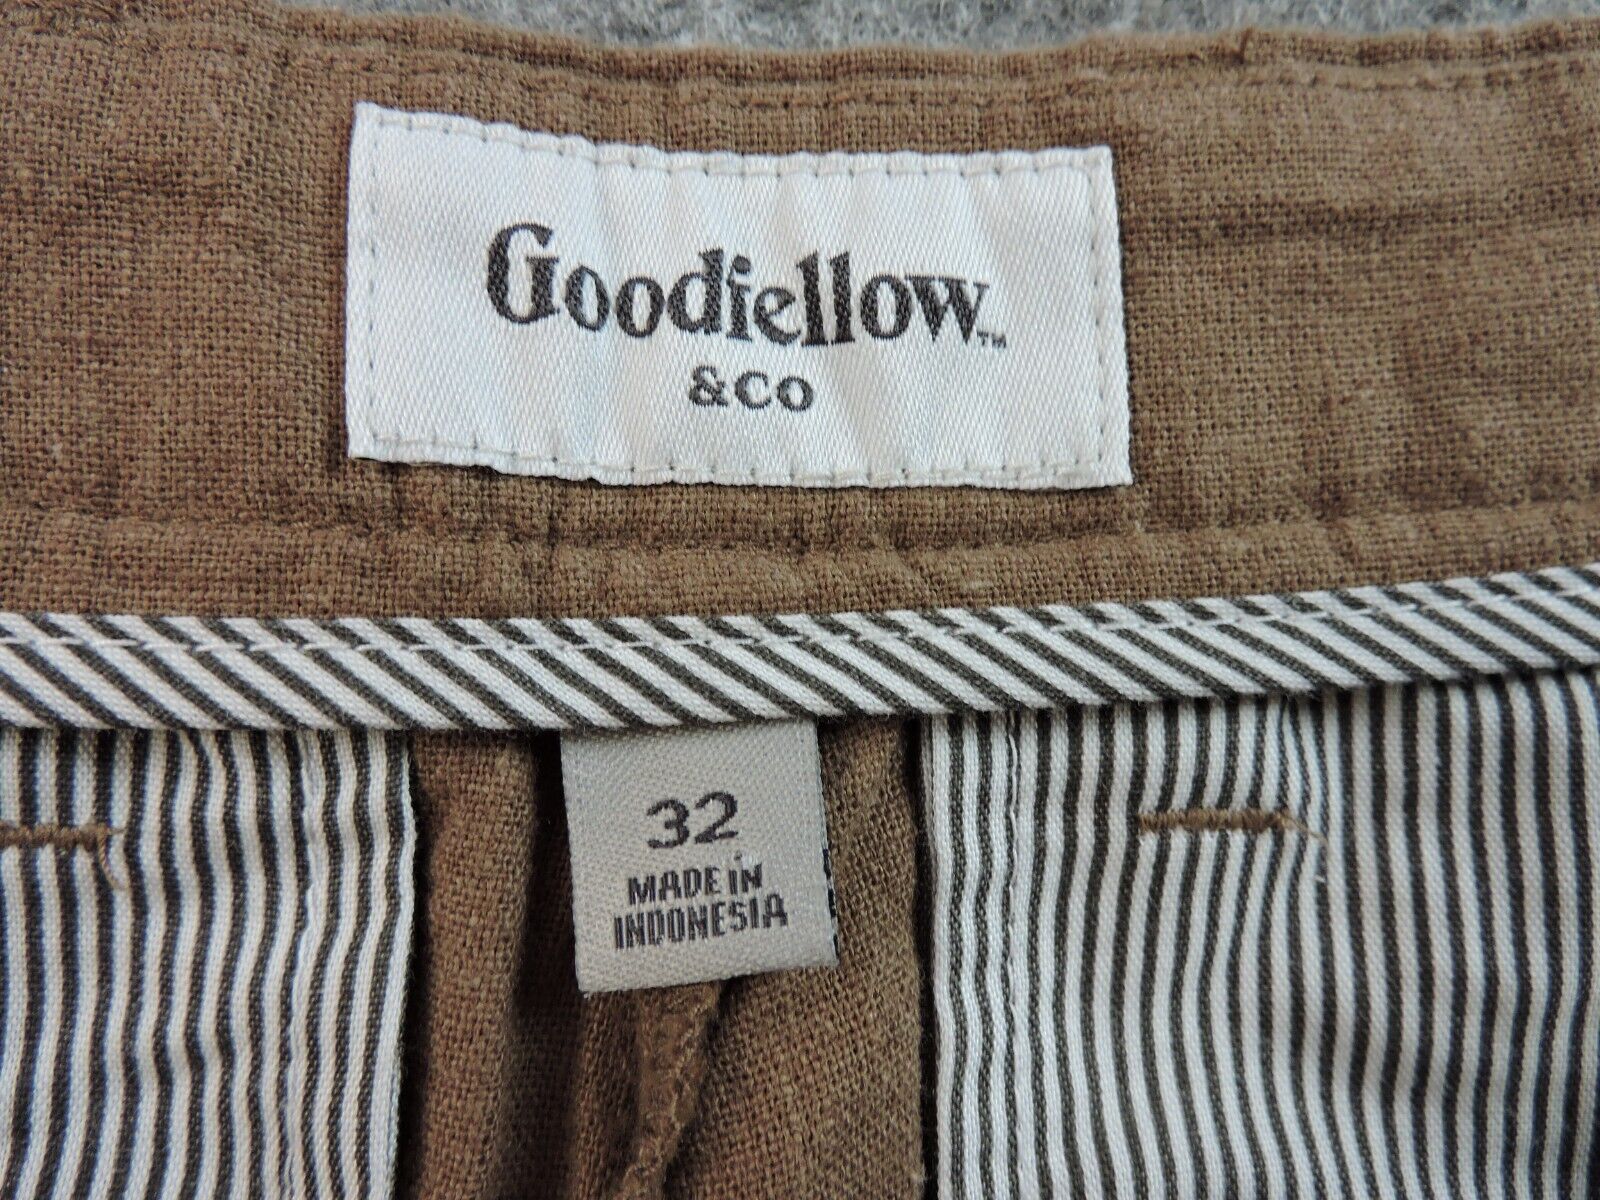 Goodfellow™
& CO
32
MADE IN
INDONESIA